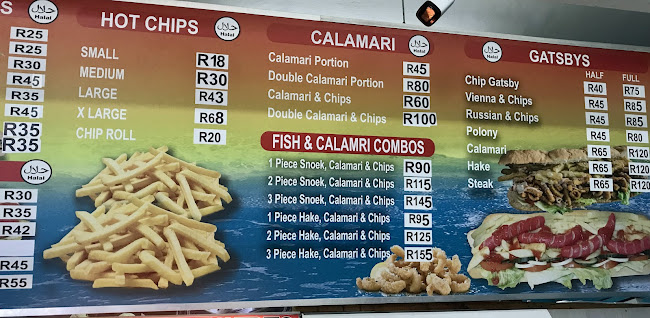 S
حلال
Halal
R25
R25
R30
R45
R35
R45
R35
R35
حلال
Halal
R30
R35
R42
R45
R55
HOT CHIPS
حلال
Halal
SMALL R18
MEDIUM R30
LARGE R43
X LARGE R68
CHIP ROLL R20
CALAMARI
حلال
Halal
Calamari Portion R45
Double Calamari Portion R80
Calamari & Chips R60
Double Calamari & Chips R100
FISH & CALAMRI COMBOS
1 Piece Snoek, Calamari & Chips R90
2 Piece Snoek, Calamari & Chips R115
3 Piece Snoek, Calamari & Chips R145
1 Piece Hake, Calamari & Chips R95
2 Piece Hake, Calamari & Chips R125
3 Piece Hake, Calamari & Chips R155
حلال
Halal
GATSBYS
HALF FULL
Chip Gatsby R40 R75
Vienna & Chips R45 R85
Russian & Chips R45 R85
Polony R45 R80
Calamari R65 R120
Hake R65 R120
Steak R65 R120